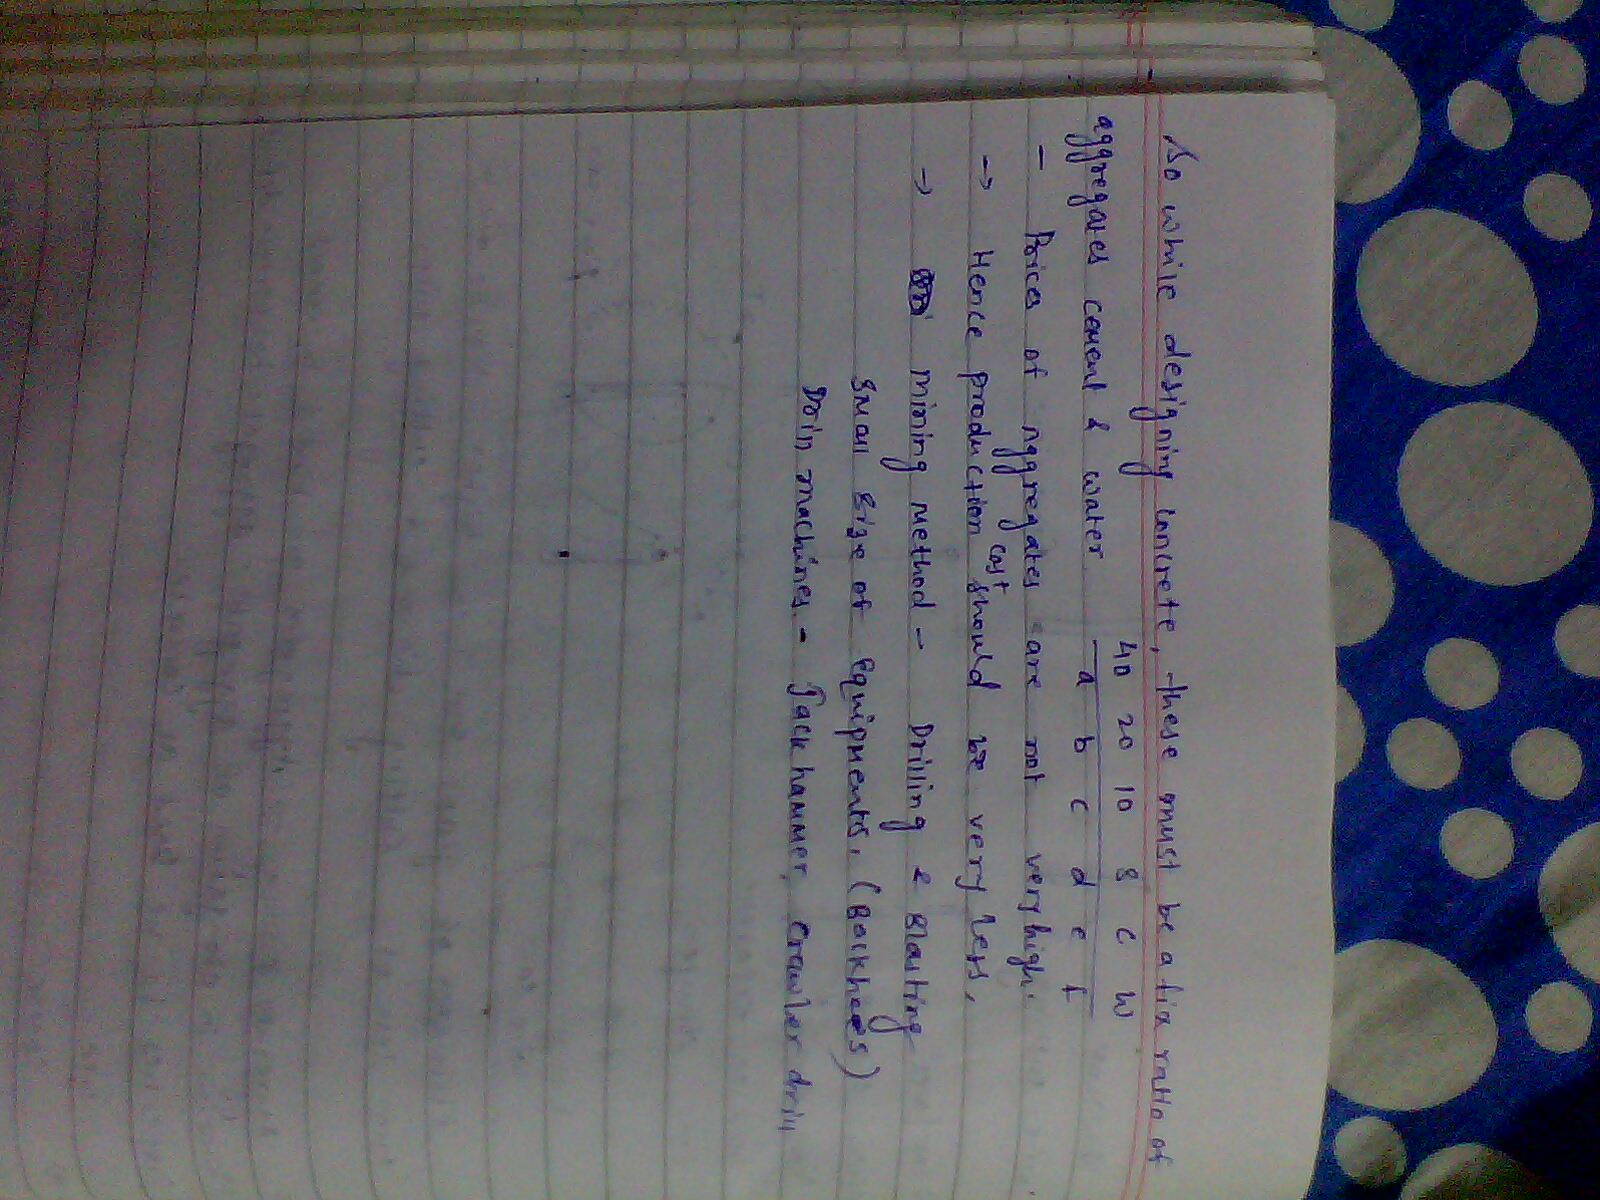 So while designing concrete, these must be a fix ratio of
40 20 10 8 C W
aggregates cement & water a b c d e f
- Prices of Aggregates are not very high.
→ Hence production cost should be very less,
→ mining method - Drilling & Blasting
Small size of equipments, (Backhoes)
Drill machines - Jack hammer, crawler drill